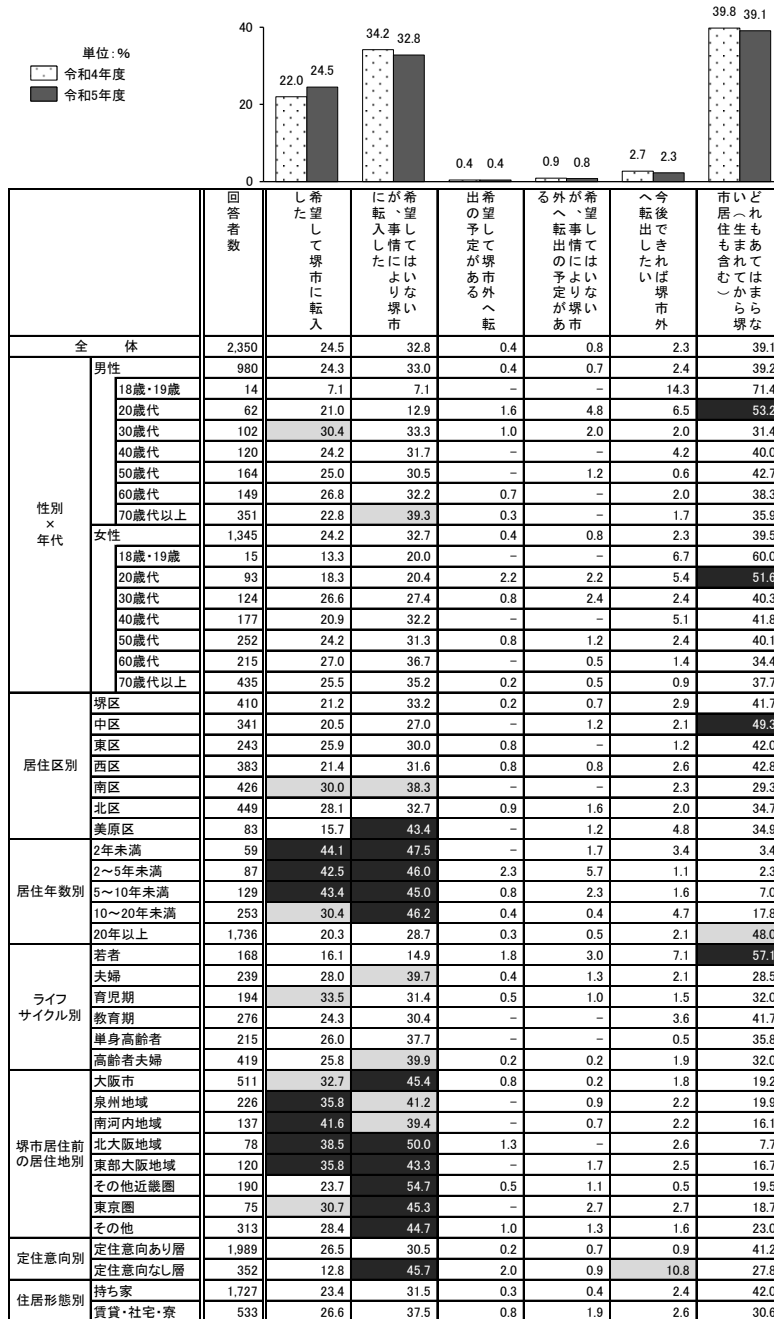 単位:%
令和4年度
令和5年度
40
20
0
22.0 24.5
34.2 32.8
0.4 0.4
0.9 0.8
2.7 2.3
39.8 39.1
回答者数
希望して堺市に転入した
希望してはいないが、事情により堺市に転入した
希望して堺市外へ転出の予定がある
希望してはいないが、事情により堺市外へ転出の予定がある
今後できれば堺市外へ転出したい
どれもあてはまらない(生まれてから堺市居住も含む)
全 体 2,350 24.5 32.8 0.4 0.8 2.3 39.1
性別×年代
男性 980 24.3 33.0 0.4 0.7 2.4 39.2
18歳・19歳 14 7.1 7.1 － － 14.3 71.4
20歳代 62 21.0 12.9 1.6 4.8 6.5 53.2
30歳代 102 30.4 33.3 1.0 2.0 2.0 31.4
40歳代 120 24.2 31.7 － － 4.2 40.0
50歳代 164 25.0 30.5 － 1.2 0.6 42.7
60歳代 149 26.8 32.2 0.7 － 2.0 38.3
70歳代以上 351 22.8 39.3 0.3 － 1.7 35.9
女性 1,345 24.2 32.7 0.4 0.8 2.3 39.5
18歳・19歳 15 13.3 20.0 － － 6.7 60.0
20歳代 93 18.3 20.4 2.2 2.2 5.4 51.6
30歳代 124 26.6 27.4 0.8 2.4 2.4 40.3
40歳代 177 20.9 32.2 － － 5.1 41.8
50歳代 252 24.2 31.3 0.8 1.2 2.4 40.1
60歳代 215 27.0 36.7 － 0.5 1.4 34.4
70歳代以上 435 25.5 35.2 0.2 0.5 0.9 37.7
居住区別
堺区 410 21.2 33.2 0.2 0.7 2.9 41.7
中区 341 20.5 27.0 － 1.2 2.1 49.3
東区 243 25.9 30.0 0.8 － 1.2 42.0
西区 383 21.4 31.6 0.8 0.8 2.6 42.8
南区 426 30.0 38.3 － － 2.3 29.3
北区 449 28.1 32.7 0.9 1.6 2.0 34.7
美原区 83 15.7 43.4 － 1.2 4.8 34.9
居住年数別
2年未満 59 44.1 47.5 － 1.7 3.4 3.4
2～5年未満 87 42.5 46.0 2.3 5.7 1.1 2.3
5～10年未満 129 43.4 45.0 0.8 2.3 1.6 7.0
10～20年未満 253 30.4 46.2 0.4 0.4 4.7 17.8
20年以上 1,736 20.3 28.7 0.3 0.5 2.1 48.0
ライフサイクル別
若者 168 16.1 14.9 1.8 3.0 7.1 57.1
夫婦 239 28.0 39.7 0.4 1.3 2.1 28.5
育児期 194 33.5 31.4 0.5 1.0 1.5 32.0
教育期 276 24.3 30.4 － － 3.6 41.7
単身高齢者 215 26.0 37.7 － － 0.5 35.8
高齢者夫婦 419 25.8 39.9 0.2 0.2 1.9 32.0
堺市居住前の居住地別
大阪市 511 32.7 45.4 0.8 0.2 1.8 19.2
泉州地域 226 35.8 41.2 － 0.9 2.2 19.9
南河内地域 137 41.6 39.4 － 0.7 2.2 16.1
北大阪地域 78 38.5 50.0 1.3 － 2.6 7.7
東部大阪地域 120 35.8 43.3 － 1.7 2.5 16.7
その他近畿圏 190 23.7 54.7 0.5 1.1 0.5 19.5
東京圏 75 30.7 45.3 － 2.7 2.7 18.7
その他 313 28.4 44.7 1.0 1.3 1.6 23.0
定住意向別
定住意向あり層 1,989 26.5 30.5 0.2 0.7 0.9 41.2
定住意向なし層 352 12.8 45.7 2.0 0.9 10.8 27.8
住居形態別
持ち家 1,727 23.4 31.5 0.3 0.4 2.4 42.0
賃貸・社宅・寮 533 26.6 37.5 0.8 1.9 2.6 30.6